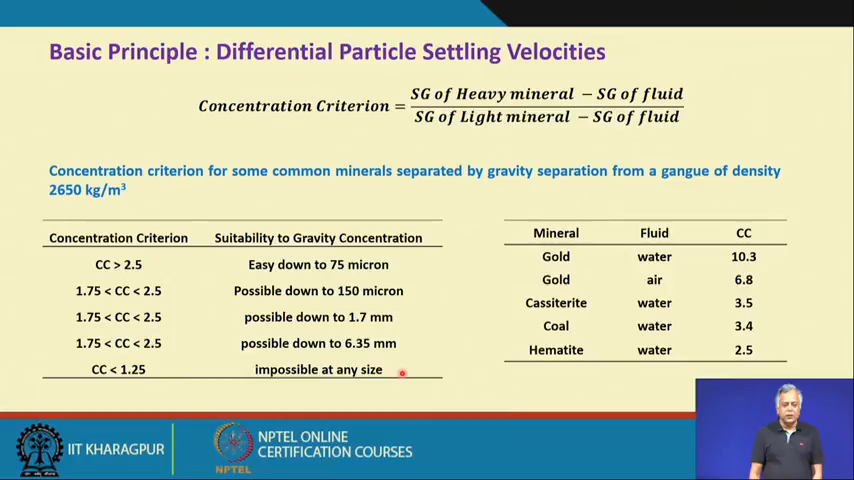 Basic Principle : Differential Particle Settling Velocities
Concentration Criterion = SG of Heavy mineral − SG of fluid
SG of Light mineral − SG of fluid
Concentration criterion for some common minerals separated by gravity separation from a gangue of density
2650 kg/m³
Concentration Criterion Suitability to Gravity Concentration
CC > 2.5 Easy down to 75 micron
1.75 < CC < 2.5 Possible down to 150 micron
1.75 < CC < 2.5 possible down to 1.7 mm
1.75 < CC < 2.5 possible down to 6.35 mm
CC < 1.25 impossible at any size
Mineral Fluid CC
Gold water 10.3
Gold air 6.8
Cassiterite water 3.5
Coal water 3.4
Hematite water 2.5
IIT KHARAGPUR
NPTEL
NPTEL ONLINE
CERTIFICATION COURSES